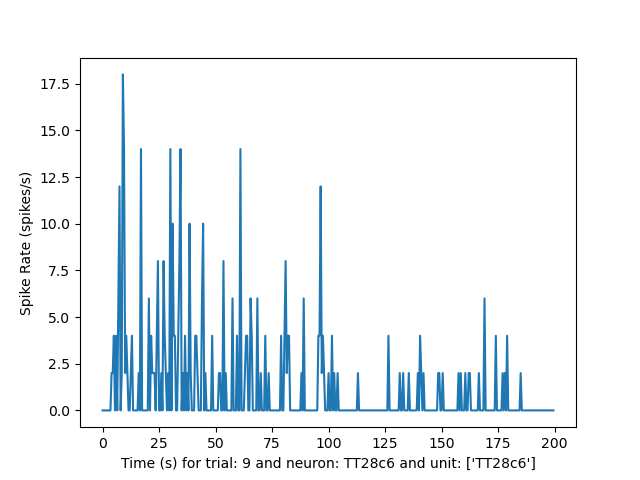 17.5
15.0
12.5
10.0
7.5
5.0
2.5
0.0
Spike Rate (spikes/s)
0 25 50 75 100 125 150 175 200
Time (s) for trial: 9 and neuron: TT28c6 and unit: ['TT28c6']